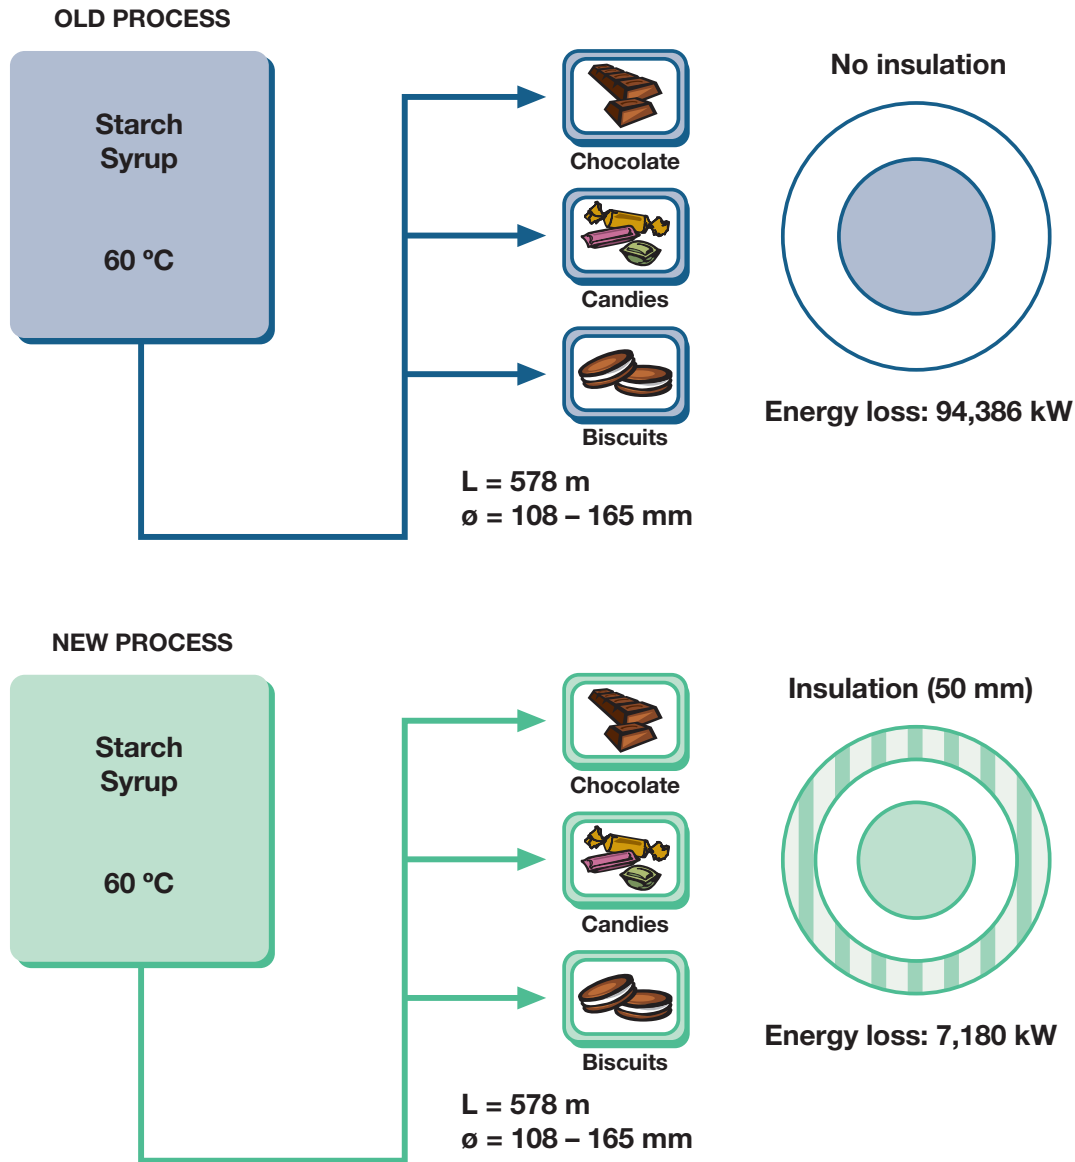 OLD PROCESS
Starch
Syrup
60 ºC
Chocolate
Candies
Biscuits
L = 578 m
ø = 108 – 165 mm
No insulation
Energy loss: 94,386 kW
NEW PROCESS
Starch
Syrup
60 ºC
Chocolate
Candies
Biscuits
L = 578 m
ø = 108 – 165 mm
Insulation (50 mm)
Energy loss: 7,180 kW